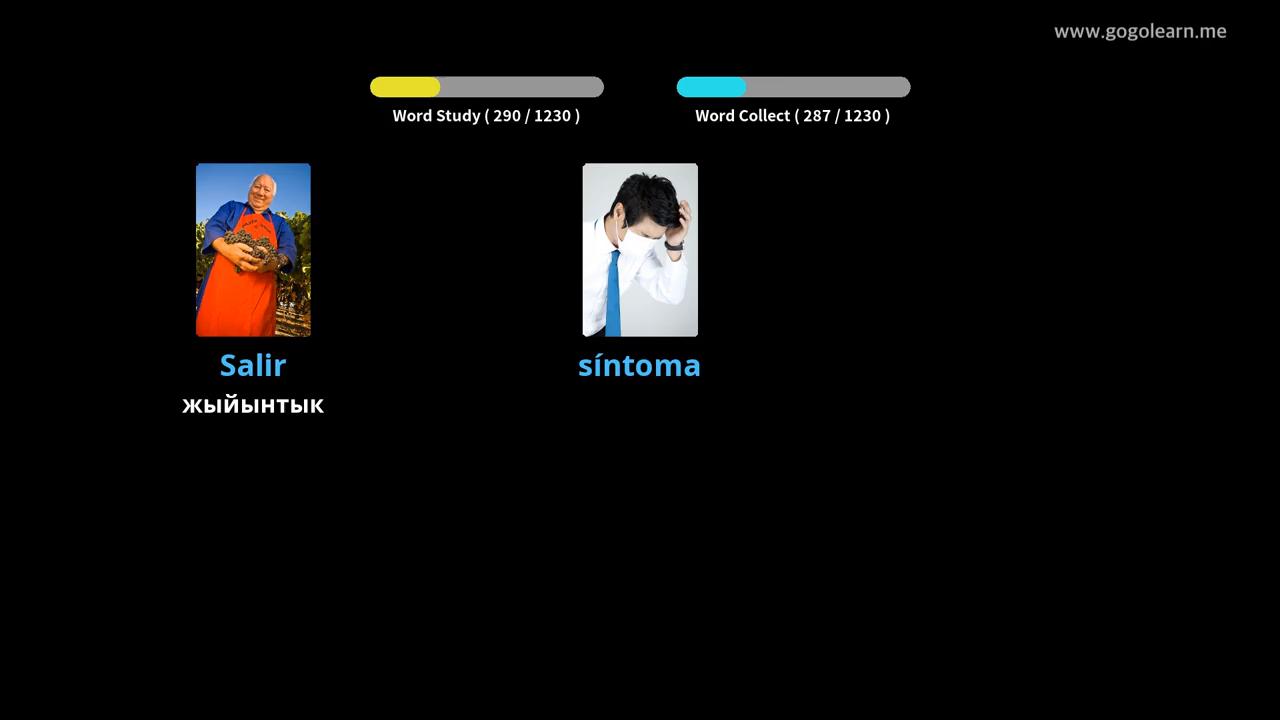 www.gogolearn.me
Word Study ( 290 / 1230 )
Word Collect ( 287 / 1230 )
Salir
síntoma
жыйынтык